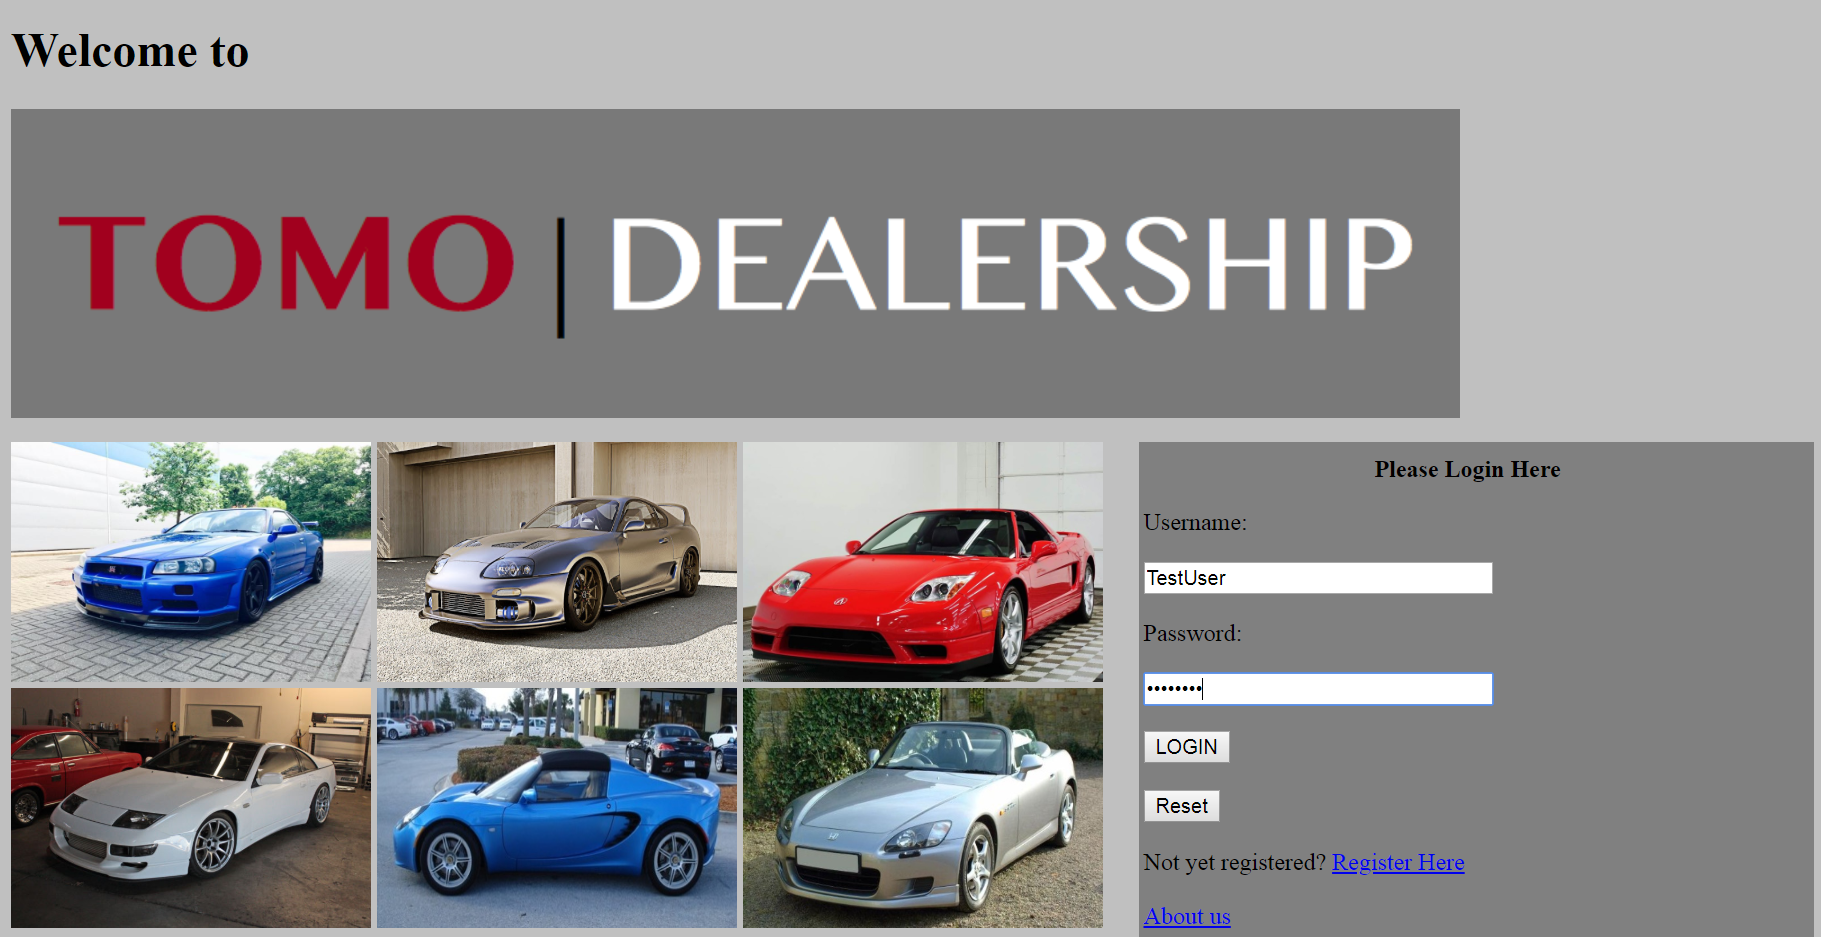 Welcome to
TOMO | DEALERSHIP
Please Login Here
Username:
TestUser
Password:
••••••••
LOGIN
Reset
Not yet registered? Register Here
About us